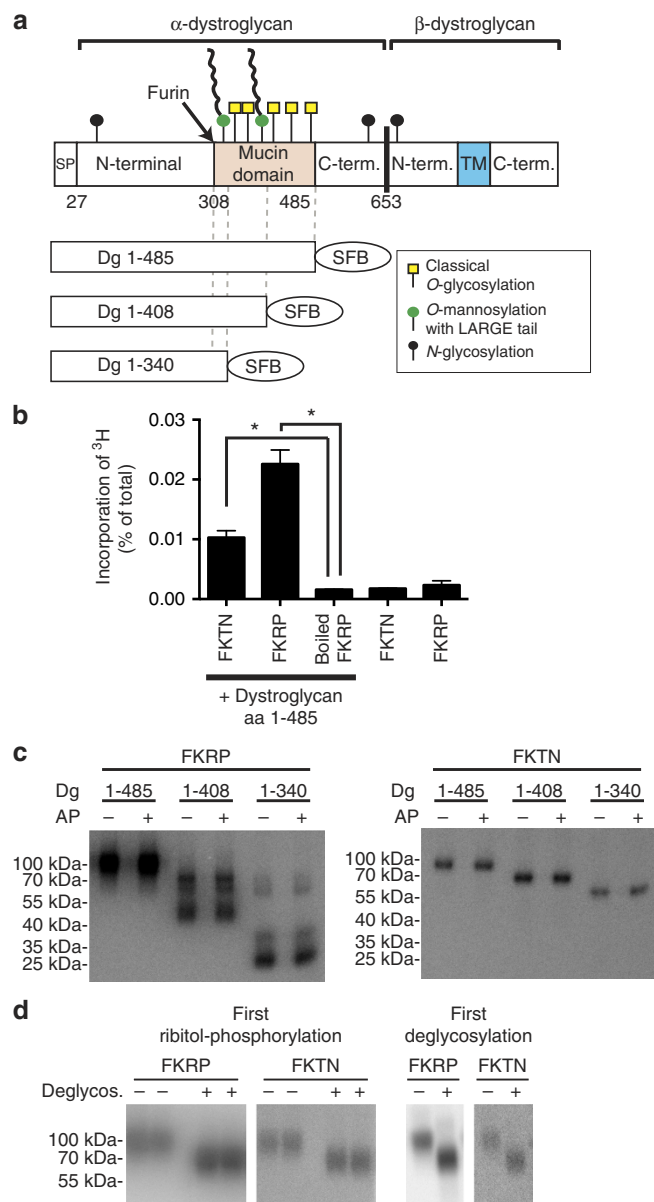 a
α-dystroglycan β-dystroglycan
Furin
SP N-terminal Mucin domain C-term. N-term. TM C-term.
27 308 485 653
Dg 1-485 SFB
Dg 1-408 SFB
Dg 1-340 SFB
Classical
O-glycosylation
O-mannosylation
with LARGE tail
N-glycosylation
b
Incorporation of ³H
(% of total)
0.03
0.02
0.01
0.00
* *
FKTN FKRP Boiled FKRP FKTN FKRP
+ Dystroglycan
aa 1-485
c
FKRP FKTN
Dg 1-485 1-408 1-340 Dg 1-485 1-408 1-340
AP – + – + – + AP – + – + – +
100 kDa- 100 kDa-
70 kDa- 70 kDa-
55 kDa- 55 kDa-
40 kDa- 40 kDa-
35 kDa- 35 kDa-
25 kDa- 25 kDa-
d
First
ribitol-phosphorylation
First
deglycosylation
FKRP FKTN FKRP FKTN
Deglycos. – – + + – – + + – + – +
100 kDa-
70 kDa-
55 kDa-